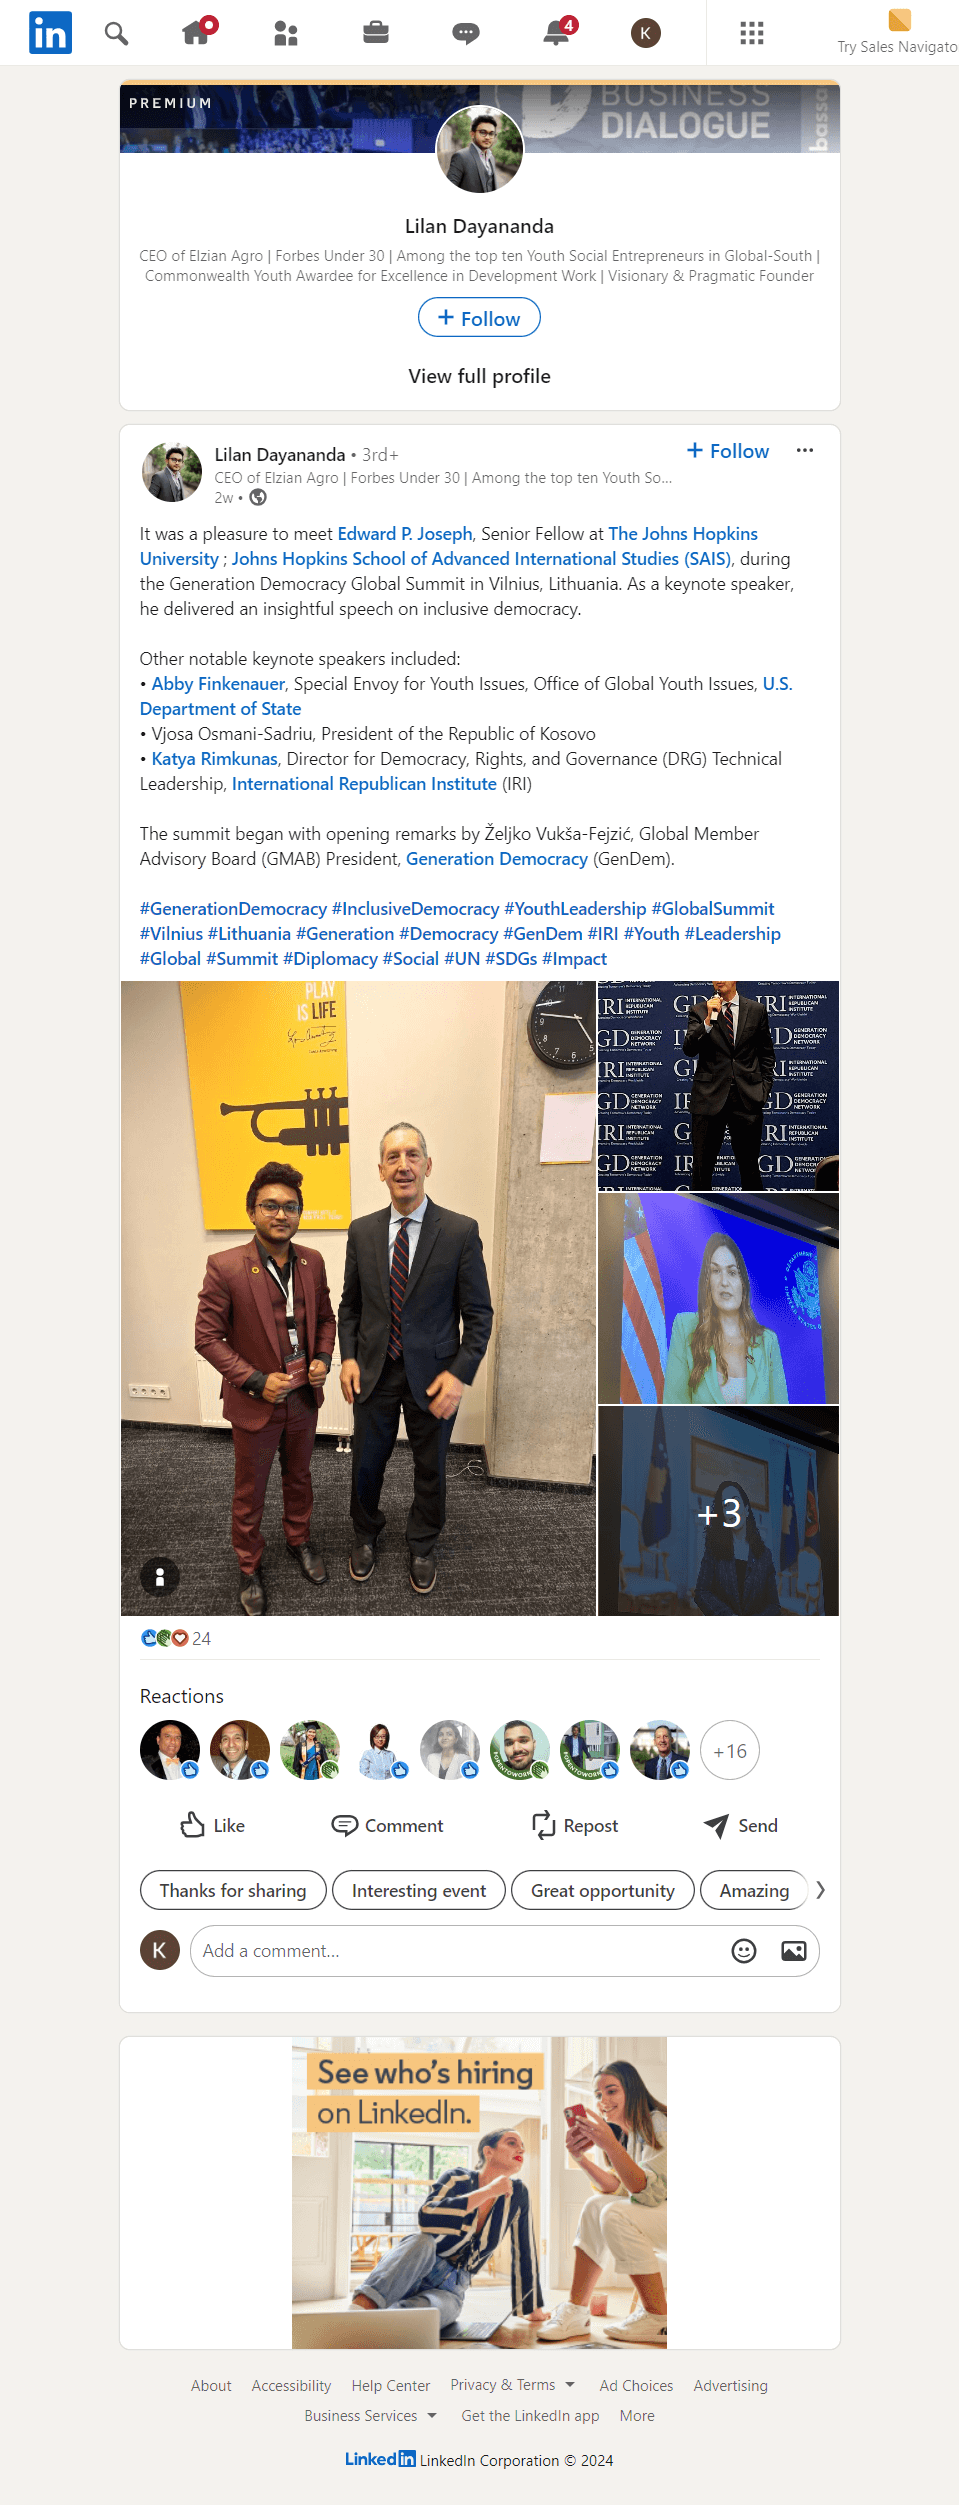 in
4
K
Try Sales Navigato
PREMIUM
BUSINESS
DIALOGUE
bassa
Lilan Dayananda
CEO of Elzian Agro | Forbes Under 30 | Among the top ten Youth Social Entrepreneurs in Global-South |
Commonwealth Youth Awardee for Excellence in Development Work | Visionary & Pragmatic Founder
+ Follow
View full profile
Lilan Dayananda • 3rd+
+ Follow
CEO of Elzian Agro | Forbes Under 30 | Among the top ten Youth So...
2w •
It was a pleasure to meet Edward P. Joseph, Senior Fellow at The Johns Hopkins
University ; Johns Hopkins School of Advanced International Studies (SAIS), during
the Generation Democracy Global Summit in Vilnius, Lithuania. As a keynote speaker,
he delivered an insightful speech on inclusive democracy.
Other notable keynote speakers included:
• Abby Finkenauer, Special Envoy for Youth Issues, Office of Global Youth Issues, U.S.
Department of State
• Vjosa Osmani-Sadriu, President of the Republic of Kosovo
• Katya Rimkunas, Director for Democracy, Rights, and Governance (DRG) Technical
Leadership, International Republican Institute (IRI)
The summit began with opening remarks by Željko Vukša-Fejzić, Global Member
Advisory Board (GMAB) President, Generation Democracy (GenDem).
#GenerationDemocracy #InclusiveDemocracy #YouthLeadership #GlobalSummit
#Vilnius #Lithuania #Generation #Democracy #GenDem #IRI #Youth #Leadership
#Global #Summit #Diplomacy #Social #UN #SDGs #Impact
PLAY
IS LIFE
IRI INTERNATIONAL REPUBLICAN INSTITUTE
GD GENERATION DEMOCRACY NETWORK
+3
24
Reactions
+16
Like
Comment
Repost
Send
Thanks for sharing
Interesting event
Great opportunity
Amazing
K
Add a comment...
See who's hiring
on LinkedIn.
About
Accessibility
Help Center
Privacy & Terms
Ad Choices
Advertising
Business Services
Get the LinkedIn app
More
LinkedIn LinkedIn Corporation © 2024